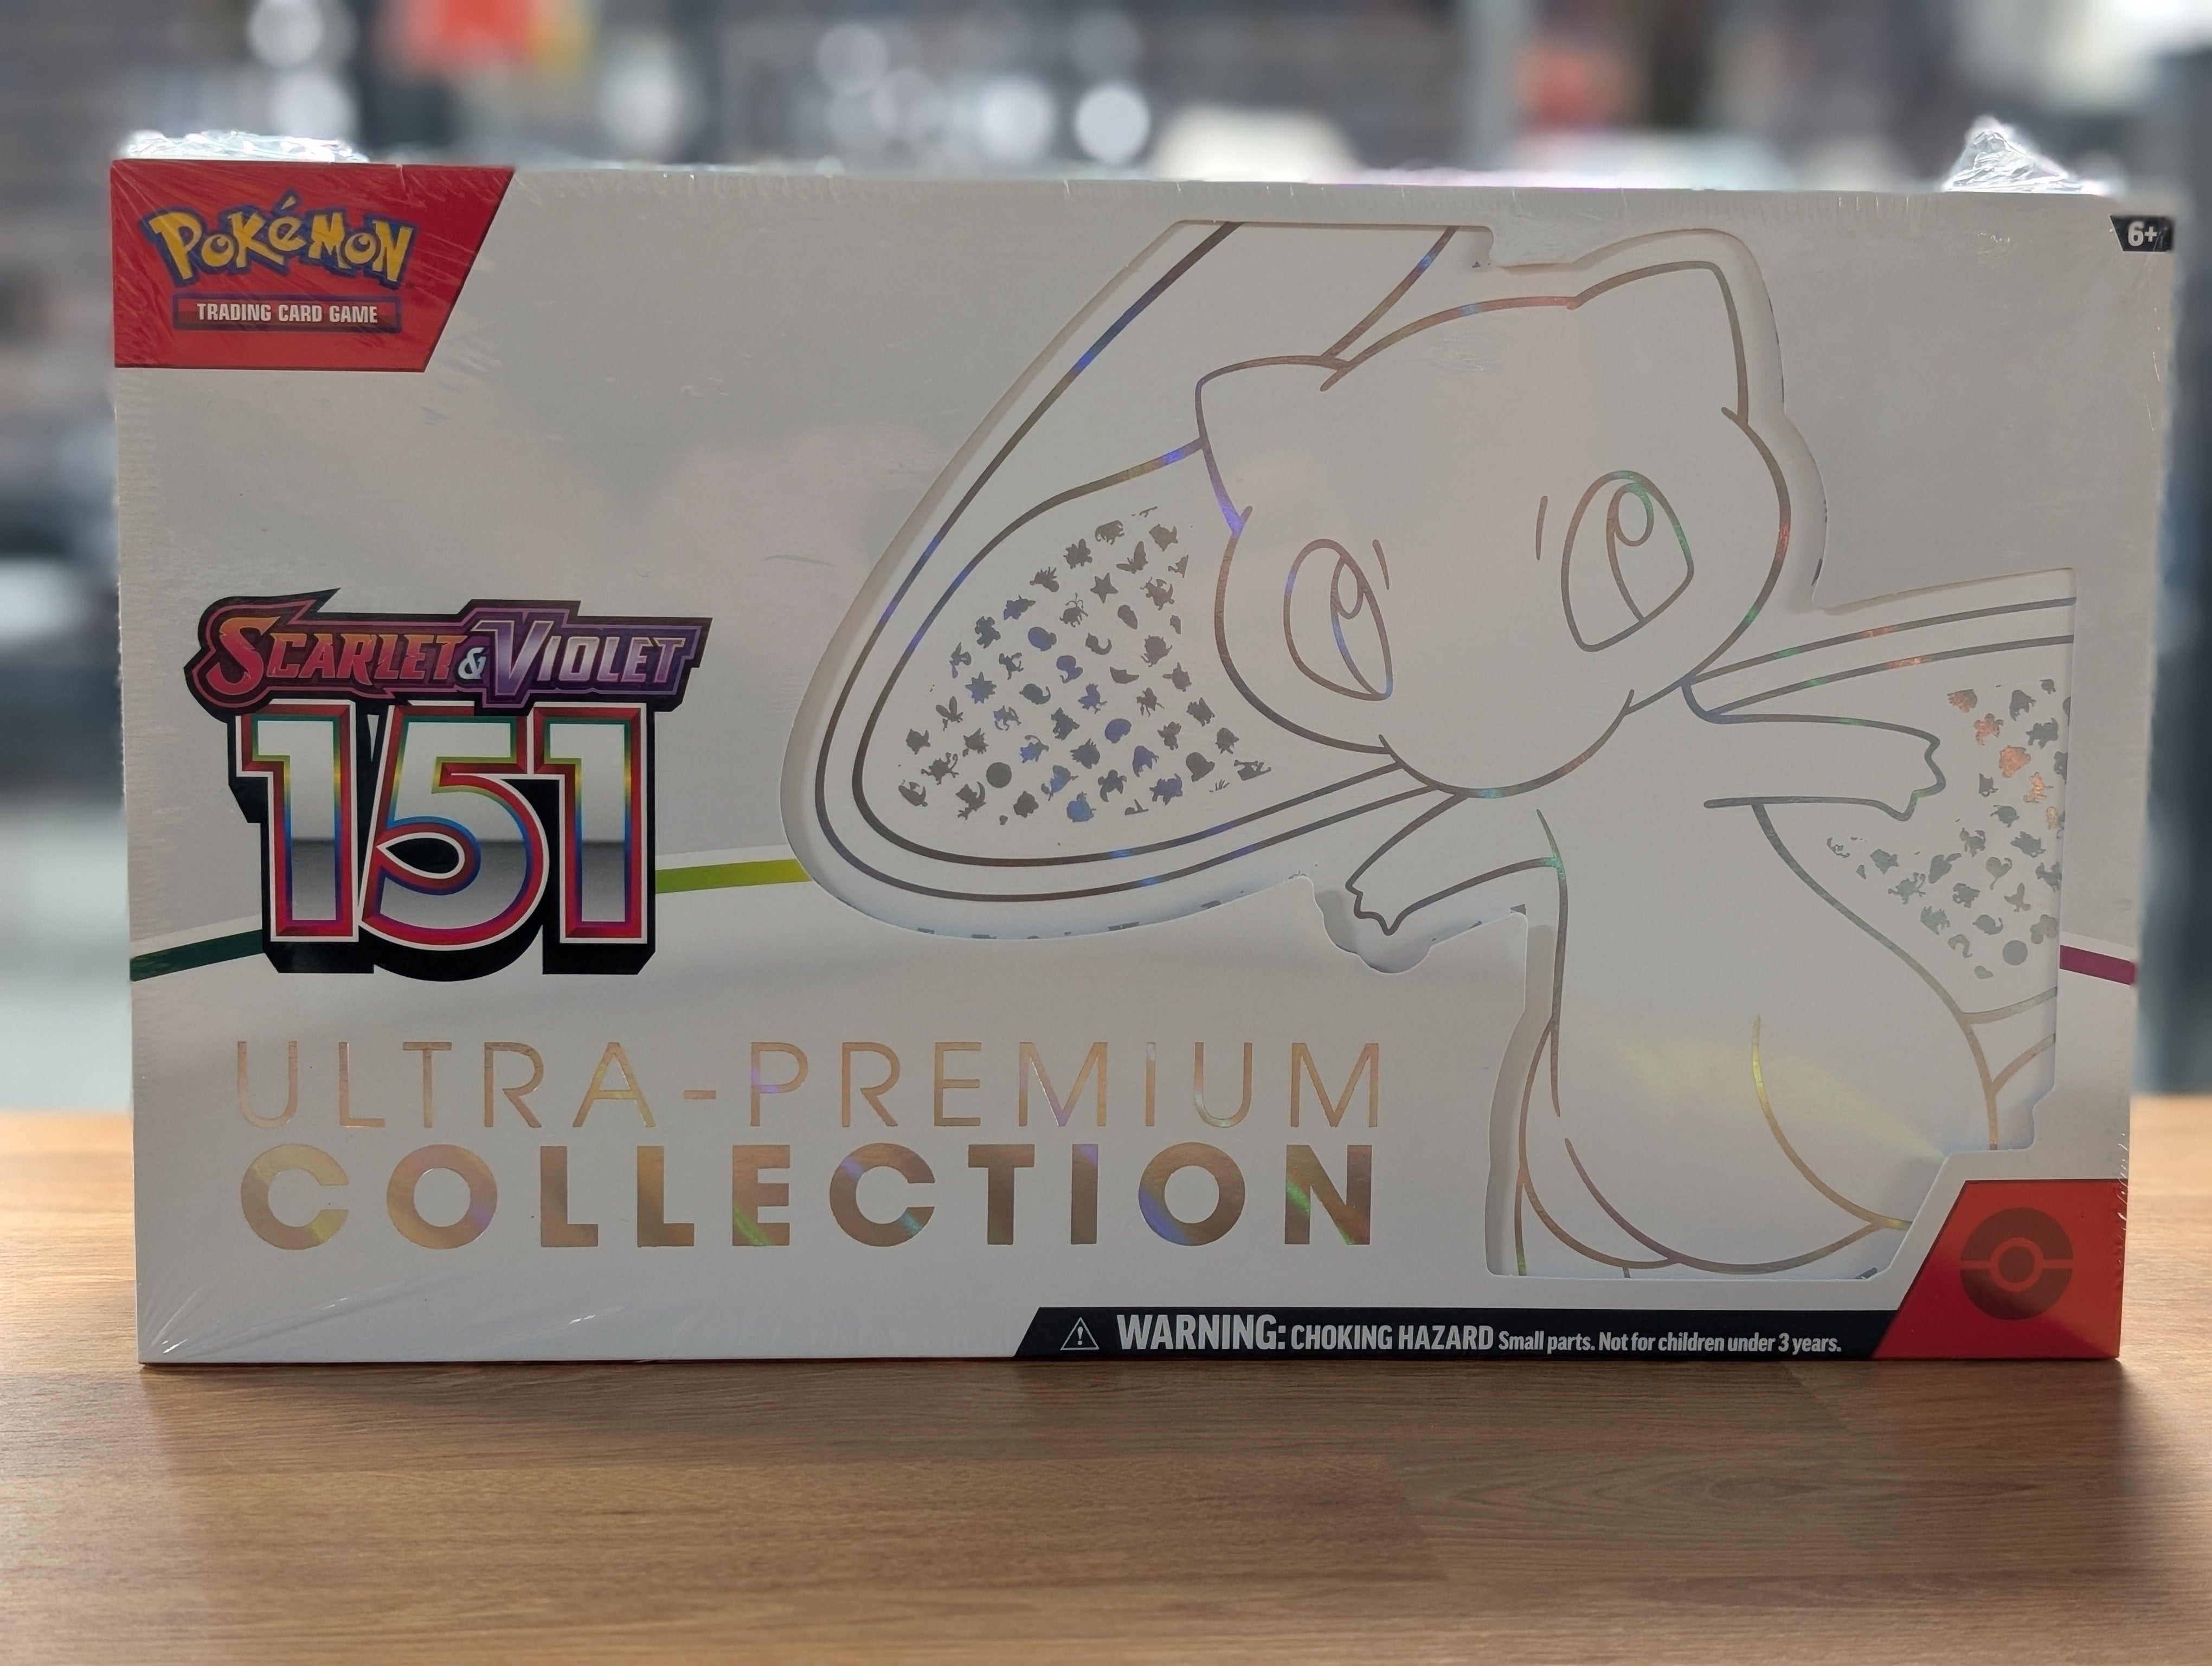 POKéMON
TRADING CARD GAME
6+
SCARLET & VIOLET
151
ULTRA-PREMIUM
COLLECTION
WARNING: CHOKING HAZARD Small parts. Not for children under 3 years.